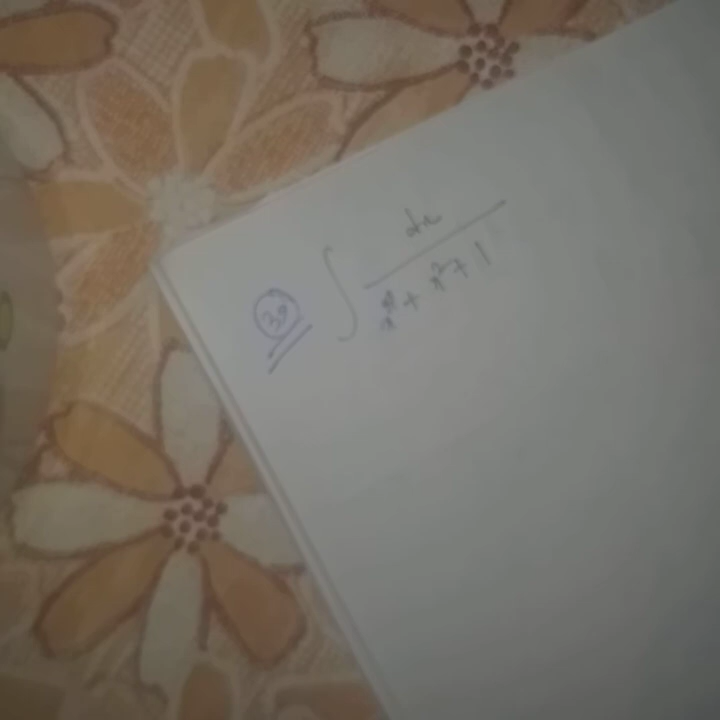 39 ∫ dx / x⁴ + x² + 1